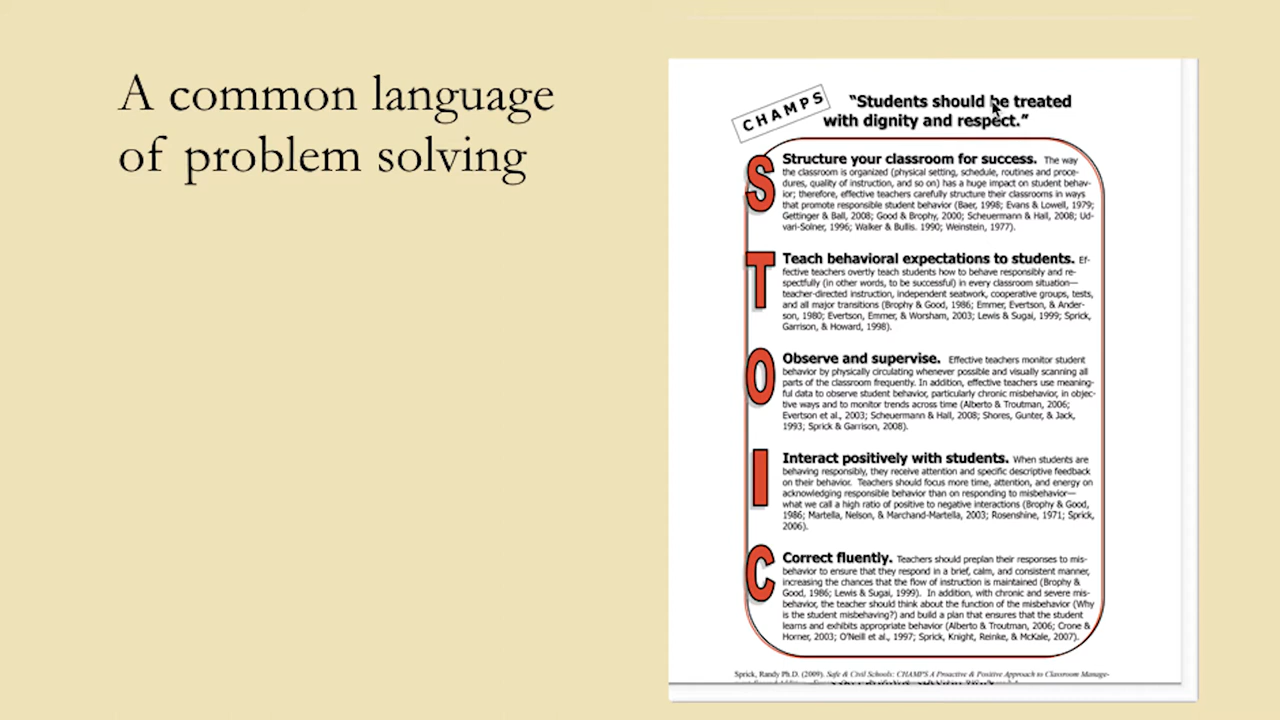 A common language
of problem solving
CHAMPS
"Students should be treated
with dignity and respect."
S
Structure your classroom for success. The way
the classroom is organized (physical setting, schedule, routines and proce-
dures, quality of instruction, and so on) has a huge impact on student behav-
ior; therefore, effective teachers carefully structure their classrooms in ways
that promote responsible student behavior (Baer, 1998; Evans & Lowell, 1979;
Gettinger & Ball, 2008; Good & Brophy, 2000; Scheuermann & Hall, 2008; Ud-
vari-Solner, 1996; Walker & Bullis. 1990; Weinstein, 1977).
T
Teach behavioral expectations to students. Ef-
fective teachers overtly teach students how to behave responsibly and re-
spectfully (in other words, to be successful) in every classroom situation—
teacher-directed instruction, independent seatwork, cooperative groups, tests,
and all major transitions (Brophy & Good, 1986; Emmer, Evertson, & Ander-
son, 1980; Evertson, Emmer, & Worsham, 2003; Lewis & Sugai, 1999; Sprick,
Garrison, & Howard, 1998).
O
Observe and supervise. Effective teachers monitor student
behavior by physically circulating whenever possible and visually scanning all
parts of the classroom frequently. In addition, effective teachers use meaning-
ful data to observe student behavior, particularly chronic misbehavior, in objec-
tive ways and to monitor trends across time (Alberto & Troutman, 2006;
Evertson et al., 2003; Scheuermann & Hall, 2008; Shores, Gunter, & Jack,
1993; Sprick & Garrison, 2008).
I
Interact positively with students. When students are
behaving responsibly, they receive attention and specific descriptive feedback
on their behavior. Teachers should focus more time, attention, and energy on
acknowledging responsible behavior than on responding to misbehavior—
what we call a high ratio of positive to negative interactions (Brophy & Good,
1986; Martella, Nelson, & Marchand-Martella, 2003; Rosenshine, 1971; Sprick,
2006).
C
Correct fluently. Teachers should preplan their responses to mis-
behavior to ensure that they respond in a brief, calm, and consistent manner,
increasing the chances that the flow of instruction is maintained (Brophy &
Good, 1986; Lewis & Sugai, 1999). In addition, with chronic and severe mis-
behavior, the teacher should think about the function of the misbehavior (Why
is the student misbehaving?) and build a plan that ensures that the student
learns and exhibits appropriate behavior (Alberto & Troutman, 2006; Crone &
Horner, 2003; O'Neill et al., 1997; Sprick, Knight, Reinke, & McKale, 2007).
Sprick, Randy Ph.D. (2009). Safe & Civil Schools: CHAMPS A Proactive & Positive Approach to Classroom Manage-